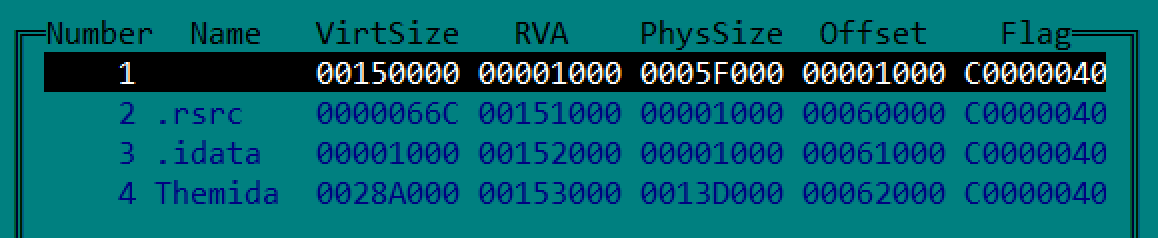 Number Name VirtSize RVA PhysSize Offset Flag
1 00150000 00001000 0005F000 00001000 C0000040
2 .rsrc 0000066C 00151000 00001000 00060000 C0000040
3 .idata 00001000 00152000 00001000 00061000 C0000040
4 Themida 0028A000 00153000 0013D000 00062000 C0000040